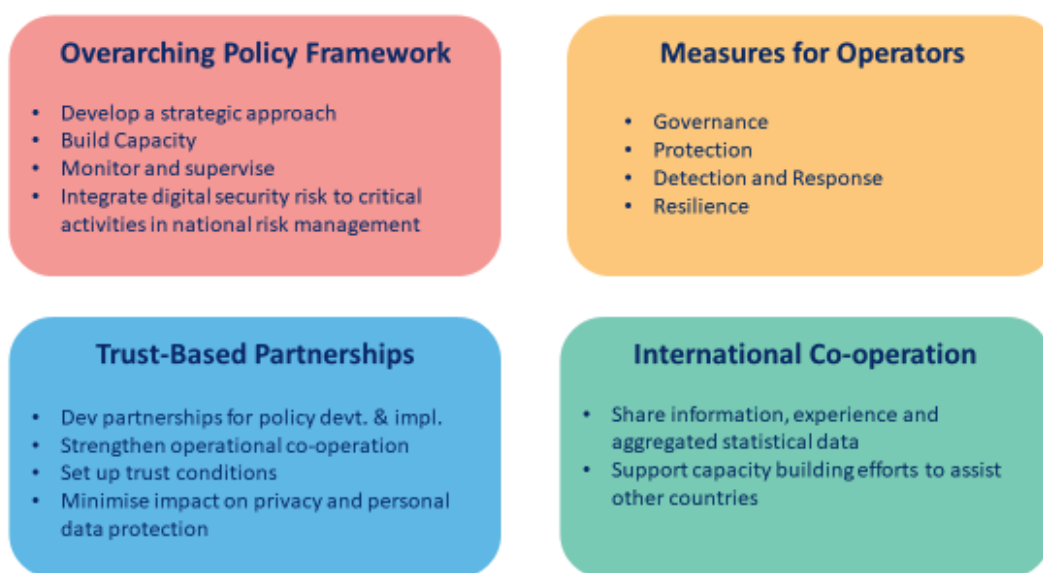 Overarching Policy Framework
• Develop a strategic approach
• Build Capacity
• Monitor and supervise
• Integrate digital security risk to critical
activities in national risk management
Measures for Operators
• Governance
• Protection
• Detection and Response
• Resilience
Trust-Based Partnerships
• Dev partnerships for policy devt. & impl.
• Strengthen operational co-operation
• Set up trust conditions
• Minimise impact on privacy and personal
data protection
International Co-operation
• Share information, experience and
aggregated statistical data
• Support capacity building efforts to assist
other countries